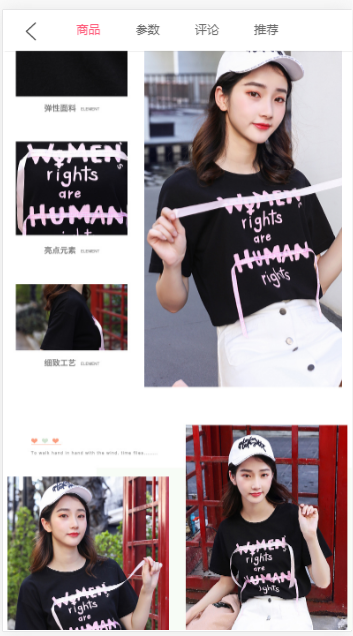 商品 参数 评论 推荐
弹性面料 ELEMENT
WOMEN'S
rights
are
HUMAN
亮点元素 ELEMENT
细致工艺 ELEMENT
WOMEN'S
rights
are
HUMAN
rights
To walk hand in hand with the wind, time flies
WOMEN'S
rights
are
HUMAN
WOMEN'S
rights
are
HUMAN
rights